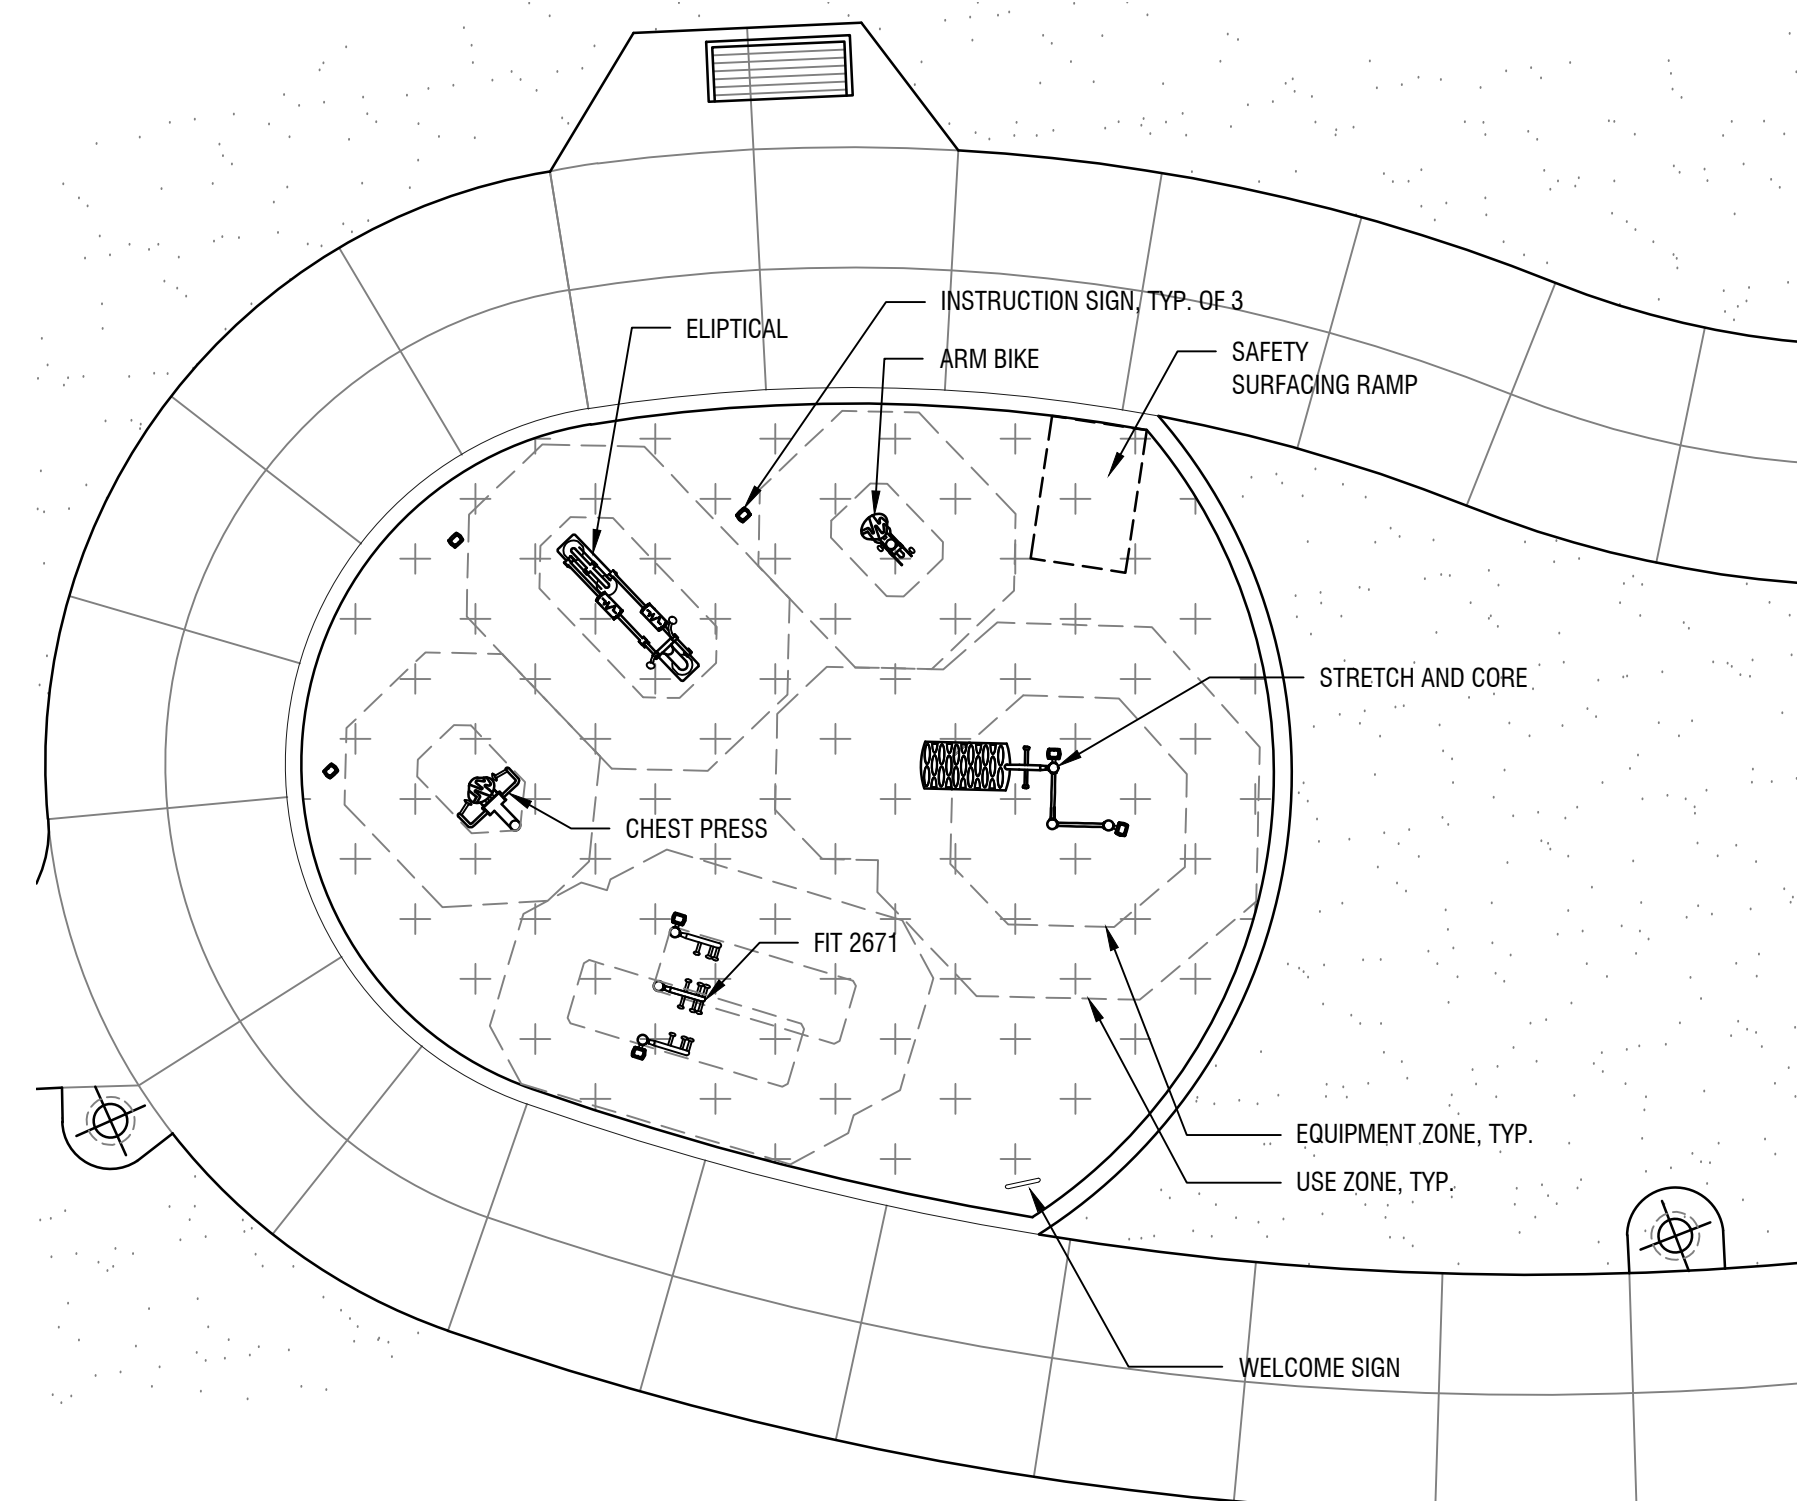 INSTRUCTION SIGN, TYP. OF 3
ELIPTICAL
ARM BIKE
SAFETY
SURFACING RAMP
STRETCH AND CORE
CHEST PRESS
FIT 2671
EQUIPMENT ZONE, TYP.
USE ZONE, TYP.
WELCOME SIGN